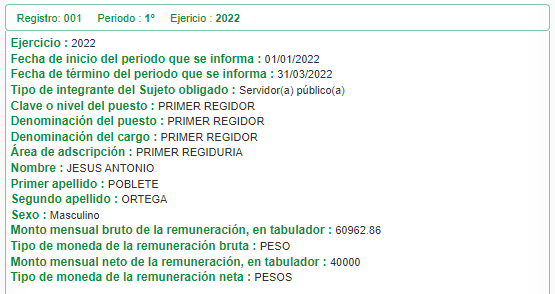 Registro: 001 Periodo : 1° Ejericio : 2022
Ejercicio : 2022
Fecha de inicio del periodo que se informa : 01/01/2022
Fecha de término del periodo que se informa : 31/03/2022
Tipo de integrante del Sujeto obligado : Servidor(a) público(a)
Clave o nivel del puesto : PRIMER REGIDOR
Denominación del puesto : PRIMER REGIDOR
Denominación del cargo : PRIMER REGIDOR
Área de adscripción : PRIMER REGIDURIA
Nombre : JESUS ANTONIO
Primer apellido : POBLETE
Segundo apellido : ORTEGA
Sexo : Masculino
Monto mensual bruto de la remuneración, en tabulador : 60962.86
Tipo de moneda de la remuneración bruta : PESO
Monto mensual neto de la remuneración, en tabulador : 40000
Tipo de moneda de la remuneración neta : PESOS